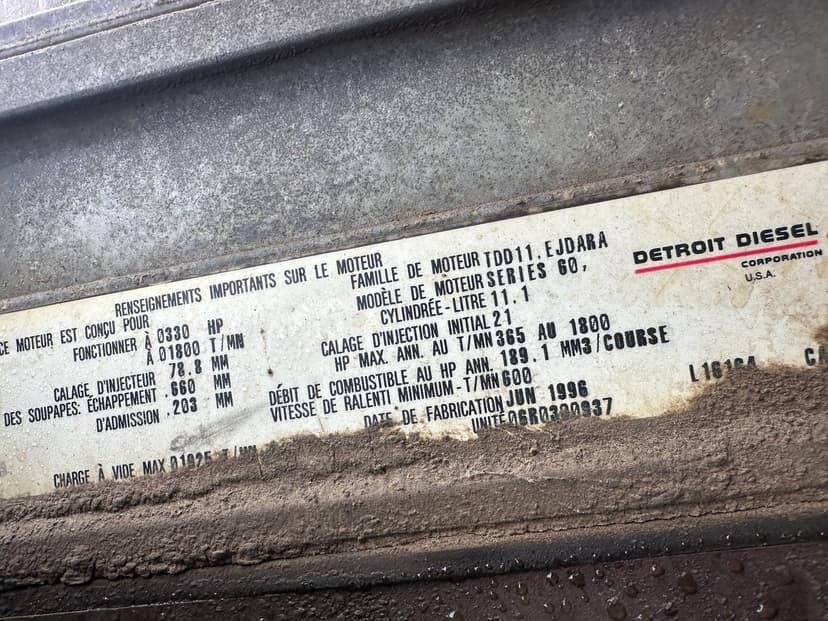 RENSEIGNEMENTS IMPORTANTS SUR LE MOTEUR
CE MOTEUR EST CONÇU POUR
FONCTIONNER À 0330 HP
À 01800 T/MN
CALAGE D'INJECTEUR 78.8 MM
DES SOUPAPES: ÉCHAPPEMENT .660 MM
D'ADMISSION .203 MM
CHARGE À VIDE MAX
FAMILLE DE MOTEUR TDD11.EJDARA
MODÈLE DE MOTEUR SERIES 60,
CYLINDRÉE-LITRE 11.1
CALAGE D'INJECTION INITIAL 21
HP MAX. ANN. AU T/MN 365 AU 1800
DÉBIT DE COMBUSTIBLE AU HP ANN. 189.1 MM3/COURSE
VITESSE DE RALENTI MINIMUM-T/MN 600
DATE DE FABRICATION JUN 1996
UNITÉ
DETROIT DIESEL
CORPORATION
U.S.A.